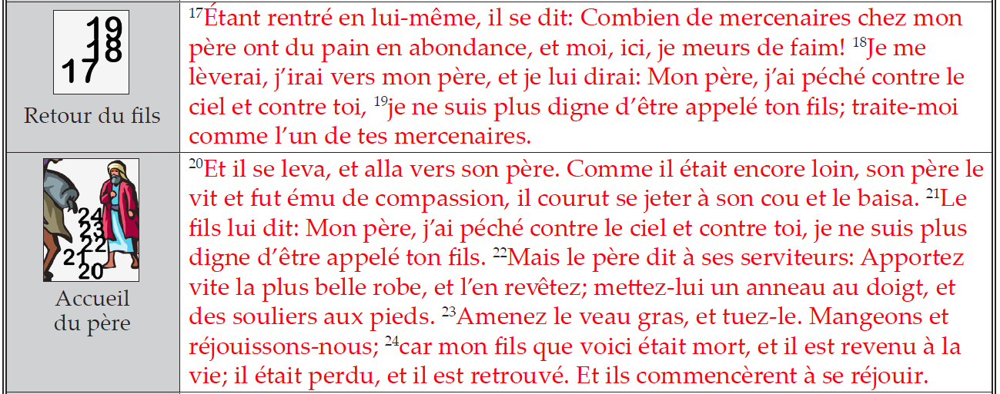 19
18
17
Retour du fils
17Étant rentré en lui-même, il se dit: Combien de mercenaires chez mon
père ont du pain en abondance, et moi, ici, je meurs de faim! 18Je me
lèverai, j'irai vers mon père, et je lui dirai: Mon père, j'ai péché contre le
ciel et contre toi, 19je ne suis plus digne d'être appelé ton fils; traite-moi
comme l'un de tes mercenaires.
24
23
22
21
20
Accueil
du père
20Et il se leva, et alla vers son père. Comme il était encore loin, son père le
vit et fut ému de compassion, il courut se jeter à son cou et le baisa. 21Le
fils lui dit: Mon père, j'ai péché contre le ciel et contre toi, je ne suis plus
digne d'être appelé ton fils. 22Mais le père dit à ses serviteurs: Apportez
vite la plus belle robe, et l'en revêtez; mettez-lui un anneau au doigt, et
des souliers aux pieds. 23Amenez le veau gras, et tuez-le. Mangeons et
réjouissons-nous; 24car mon fils que voici était mort, et il est revenu à la
vie; il était perdu, et il est retrouvé. Et ils commencèrent à se réjouir.